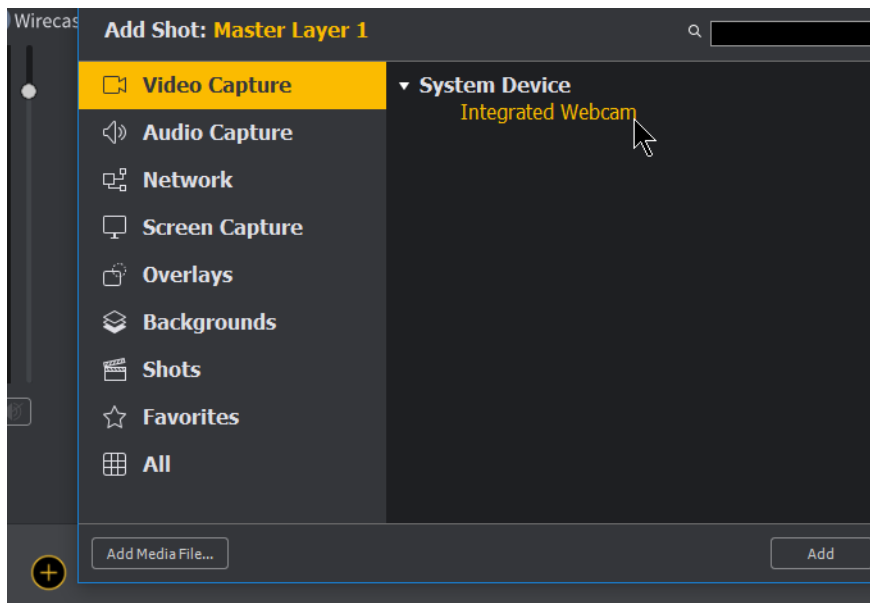 Wirecas
Add Shot: Master Layer 1
Video Capture
Audio Capture
Network
Screen Capture
Overlays
Backgrounds
Shots
Favorites
All
System Device
Integrated Webcam
Add Media File...
Add